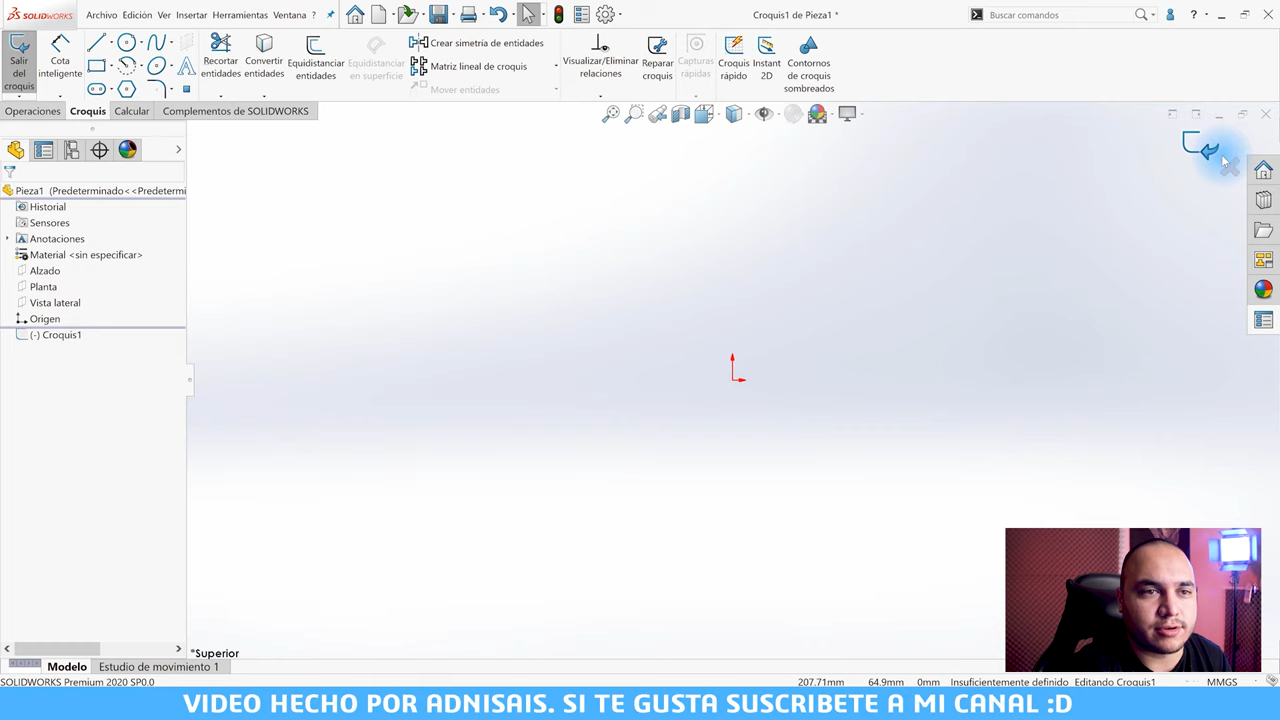 SOLIDWORKS
Archivo Edición Ver Insertar Herramientas Ventana ?
Croquis1 de Pieza1 *
Buscar comandos
?
Salir del croquis
Cota inteligente
Recortar entidades
Convertir entidades
Equidistanciar entidades
Equidistanciar en superficie
Crear simetría de entidades
Matriz lineal de croquis
Mover entidades
Visualizar/Eliminar relaciones
Reparar croquis
Capturas rápidas
Croquis rápido
Instant 2D
Contornos de croquis sombreados
Operaciones Croquis Calcular Complementos de SOLIDWORKS
Pieza1 (Predeterminado<<Predetermi
Historial
Sensores
Anotaciones
Material <sin especificar>
Alzado
Planta
Vista lateral
Origen
(-) Croquis1
*Superior
Modelo Estudio de movimiento 1
SOLIDWORKS Premium 2020 SP0.0
207.71mm 64.9mm 0mm Insuficientemente definido Editando Croquis1 MMGS
VIDEO HECHO POR ADNISAIS. SI TE GUSTA SUSCRIBETE A MI CANAL :D